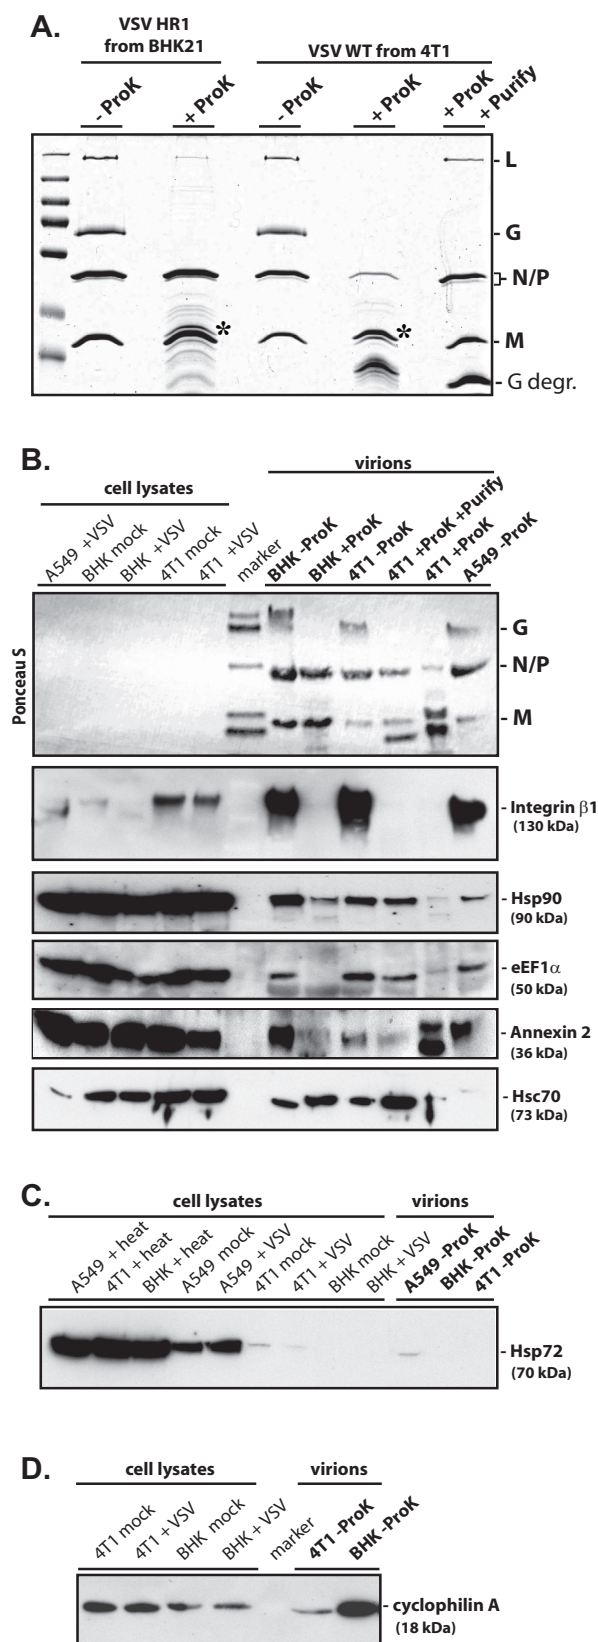 A.
VSV HR1
from BHK21
VSV WT from 4T1
- ProK
+ ProK
- ProK
+ ProK
+ ProK
+ Purify
- L
- G
- N/P
*
*
- M
- G degr.
B.
virions
cell lysates
A549 +VSV
BHK mock
BHK +VSV
4T1 mock
4T1 +VSV
marker
BHK -ProK
BHK +ProK
4T1 -ProK
4T1 +ProK +Purify
4T1 +ProK
A549 -ProK
Ponceau S
- G
- N/P
- M
- Integrin β1
(130 kDa)
- Hsp90
(90 kDa)
- eEF1α
(50 kDa)
- Annexin 2
(36 kDa)
- Hsc70
(73 kDa)
C.
cell lysates
virions
A549 + heat
4T1 + heat
BHK + heat
A549 mock
A549 + VSV
4T1 mock
4T1 + VSV
BHK mock
BHK + VSV
A549 -ProK
BHK -ProK
4T1 -ProK
- Hsp72
(70 kDa)
D.
cell lysates
virions
4T1 mock
4T1 + VSV
BHK mock
BHK + VSV
marker
4T1 -ProK
BHK -ProK
- cyclophilin A
(18 kDa)